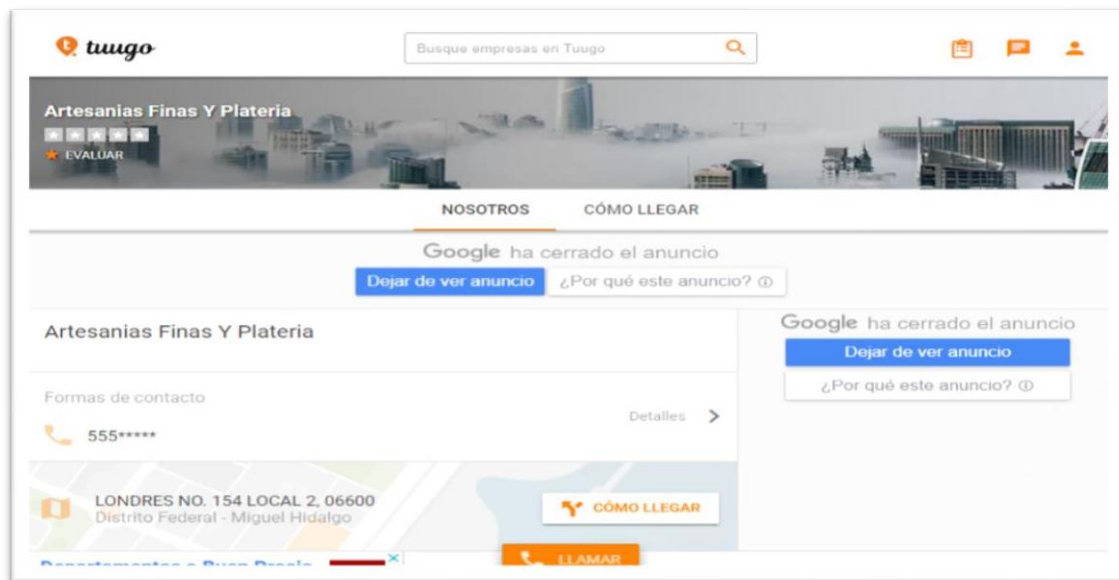 tuugo
Busque empresas en Tuugo
Artesanias Finas Y Plateria
EVALUAR
NOSOTROS CÓMO LLEGAR
Google ha cerrado el anuncio
Dejar de ver anuncio ¿Por qué este anuncio?
Artesanias Finas Y Plateria
Google ha cerrado el anuncio
Dejar de ver anuncio
¿Por qué este anuncio?
Formas de contacto
Detalles
555*****
LONDRES NO. 154 LOCAL 2, 06600
Distrito Federal - Miguel Hidalgo
CÓMO LLEGAR
LLAMAR
Departamentos a Buen Precio